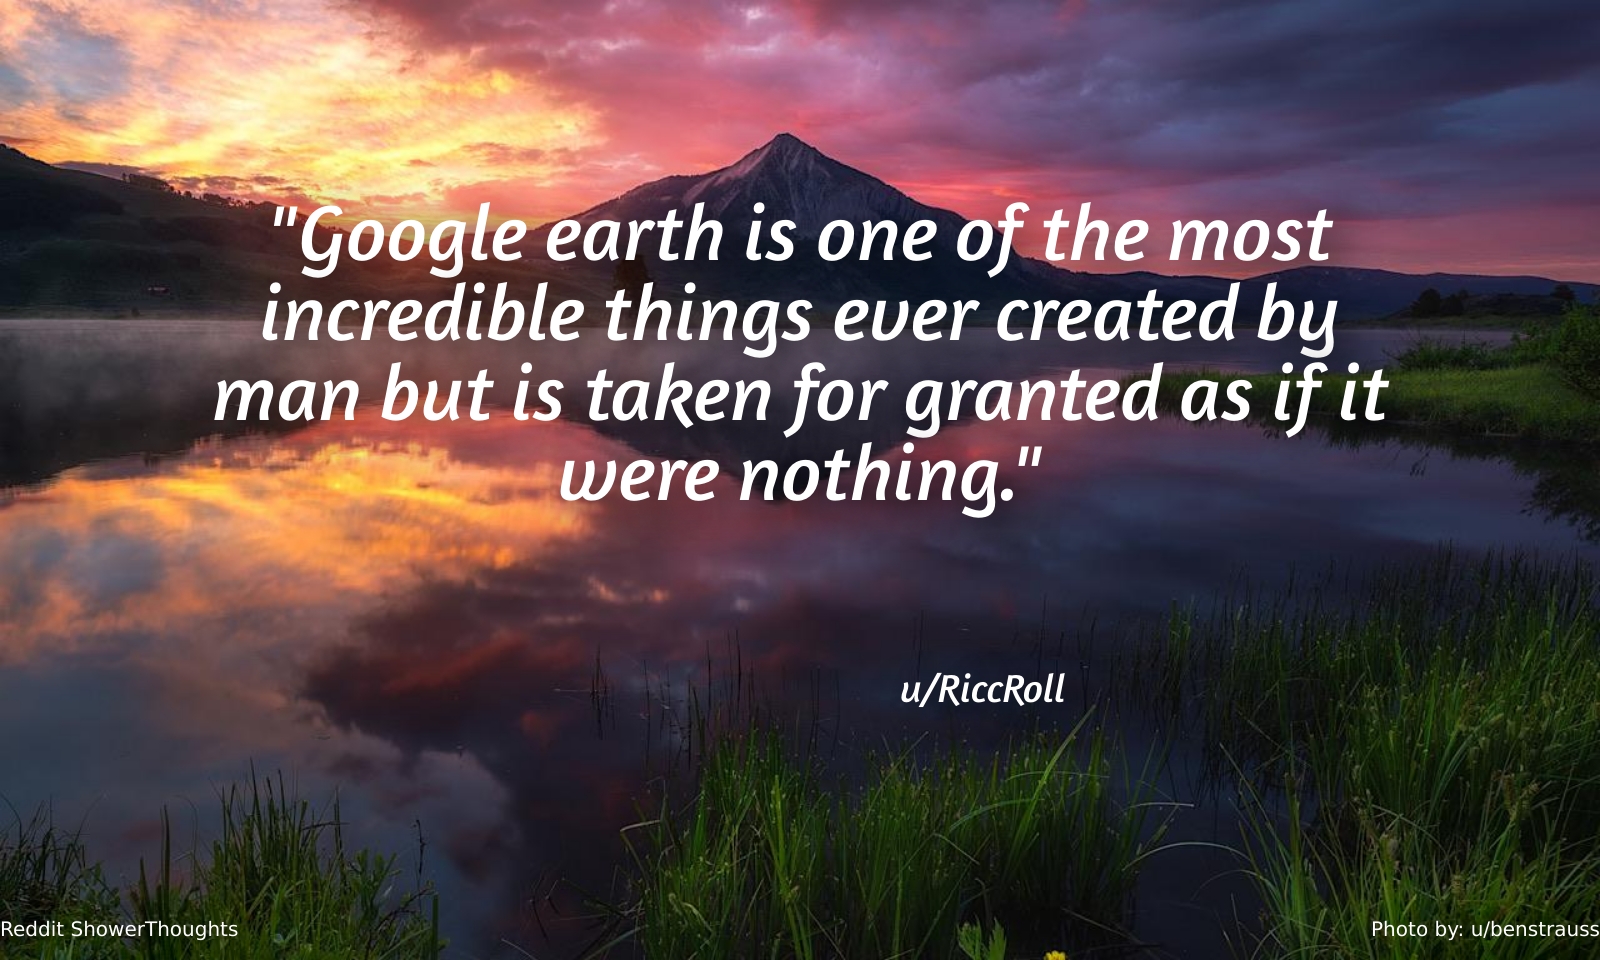 "Google earth is one of the most
incredible things ever created by
man but is taken for granted as if it
were nothing."
u/RiccRoll
Reddit ShowerThoughts
Photo by: u/benstrauss